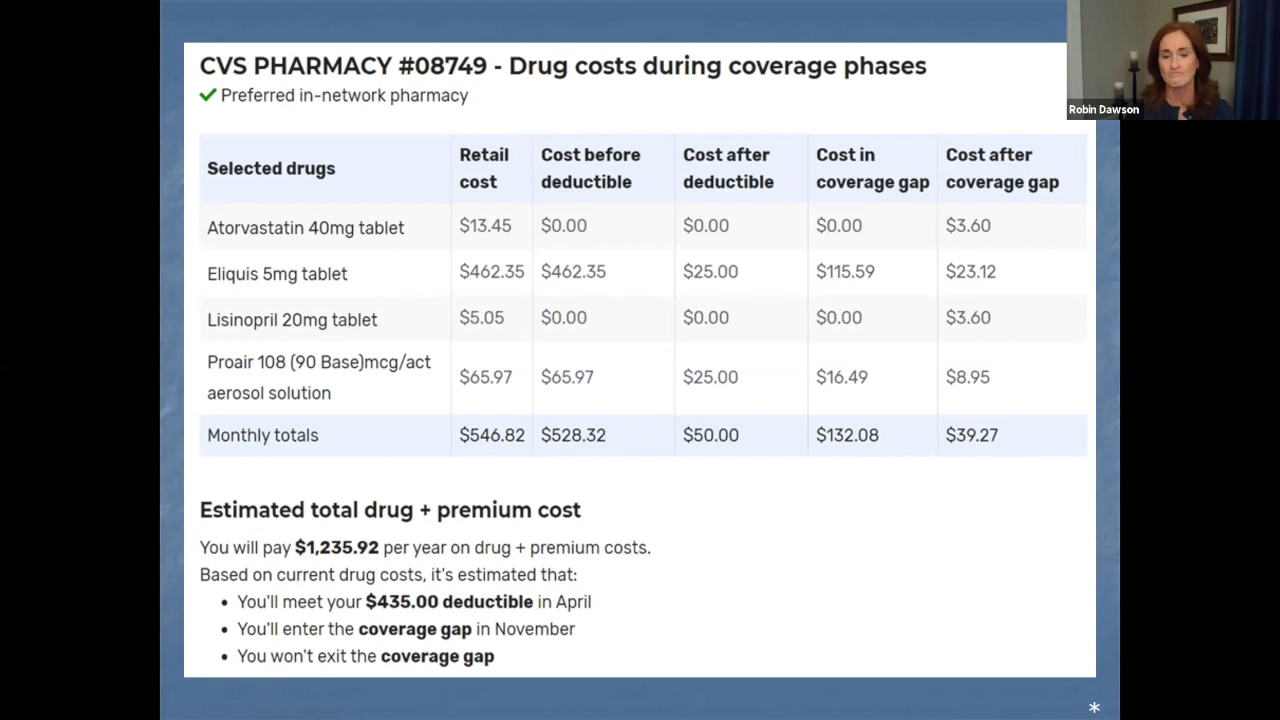 CVS PHARMACY #08749 - Drug costs during coverage phases
Preferred in-network pharmacy
Robin Dawson
Selected drugs Retail cost Cost before deductible Cost after deductible Cost in coverage gap Cost after coverage gap
Atorvastatin 40mg tablet $13.45 $0.00 $0.00 $0.00 $3.60
Eliquis 5mg tablet $462.35 $462.35 $25.00 $115.59 $23.12
Lisinopril 20mg tablet $5.05 $0.00 $0.00 $0.00 $3.60
Proair 108 (90 Base)mcg/act aerosol solution $65.97 $65.97 $25.00 $16.49 $8.95
Monthly totals $546.82 $528.32 $50.00 $132.08 $39.27
Estimated total drug + premium cost
You will pay $1,235.92 per year on drug + premium costs.
Based on current drug costs, it's estimated that:
• You'll meet your $435.00 deductible in April
• You'll enter the coverage gap in November
• You won't exit the coverage gap
*